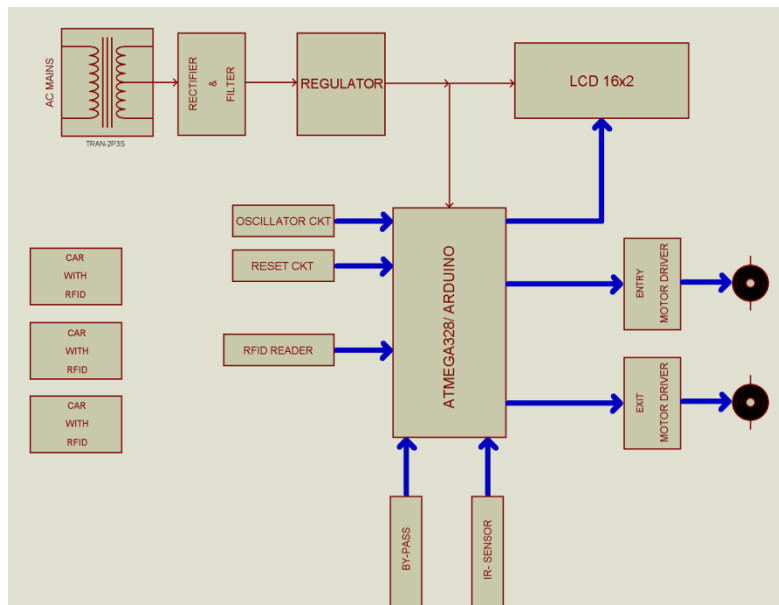 AC MAINS
TRAN-2P3S
RECTIFIER
&
FILTER
REGULATOR
LCD 16x2
OSCILLATOR CKT
RESET CKT
RFID READER
ATMEGA328/ ARDUINO
CAR
WITH
RFID
CAR
WITH
RFID
CAR
WITH
RFID
ENTRY
MOTOR DRIVER
EXIT
MOTOR DRIVER
BY-PASS
IR- SENSOR